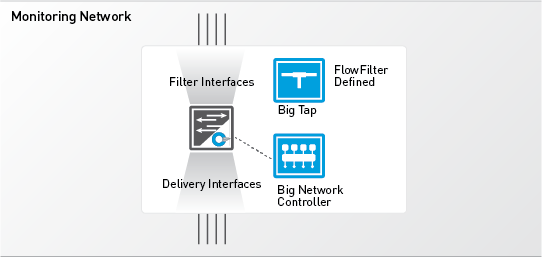 Monitoring Network
Filter Interfaces
FlowFilter
Defined
Big Tap
Delivery Interfaces
Big Network
Controller